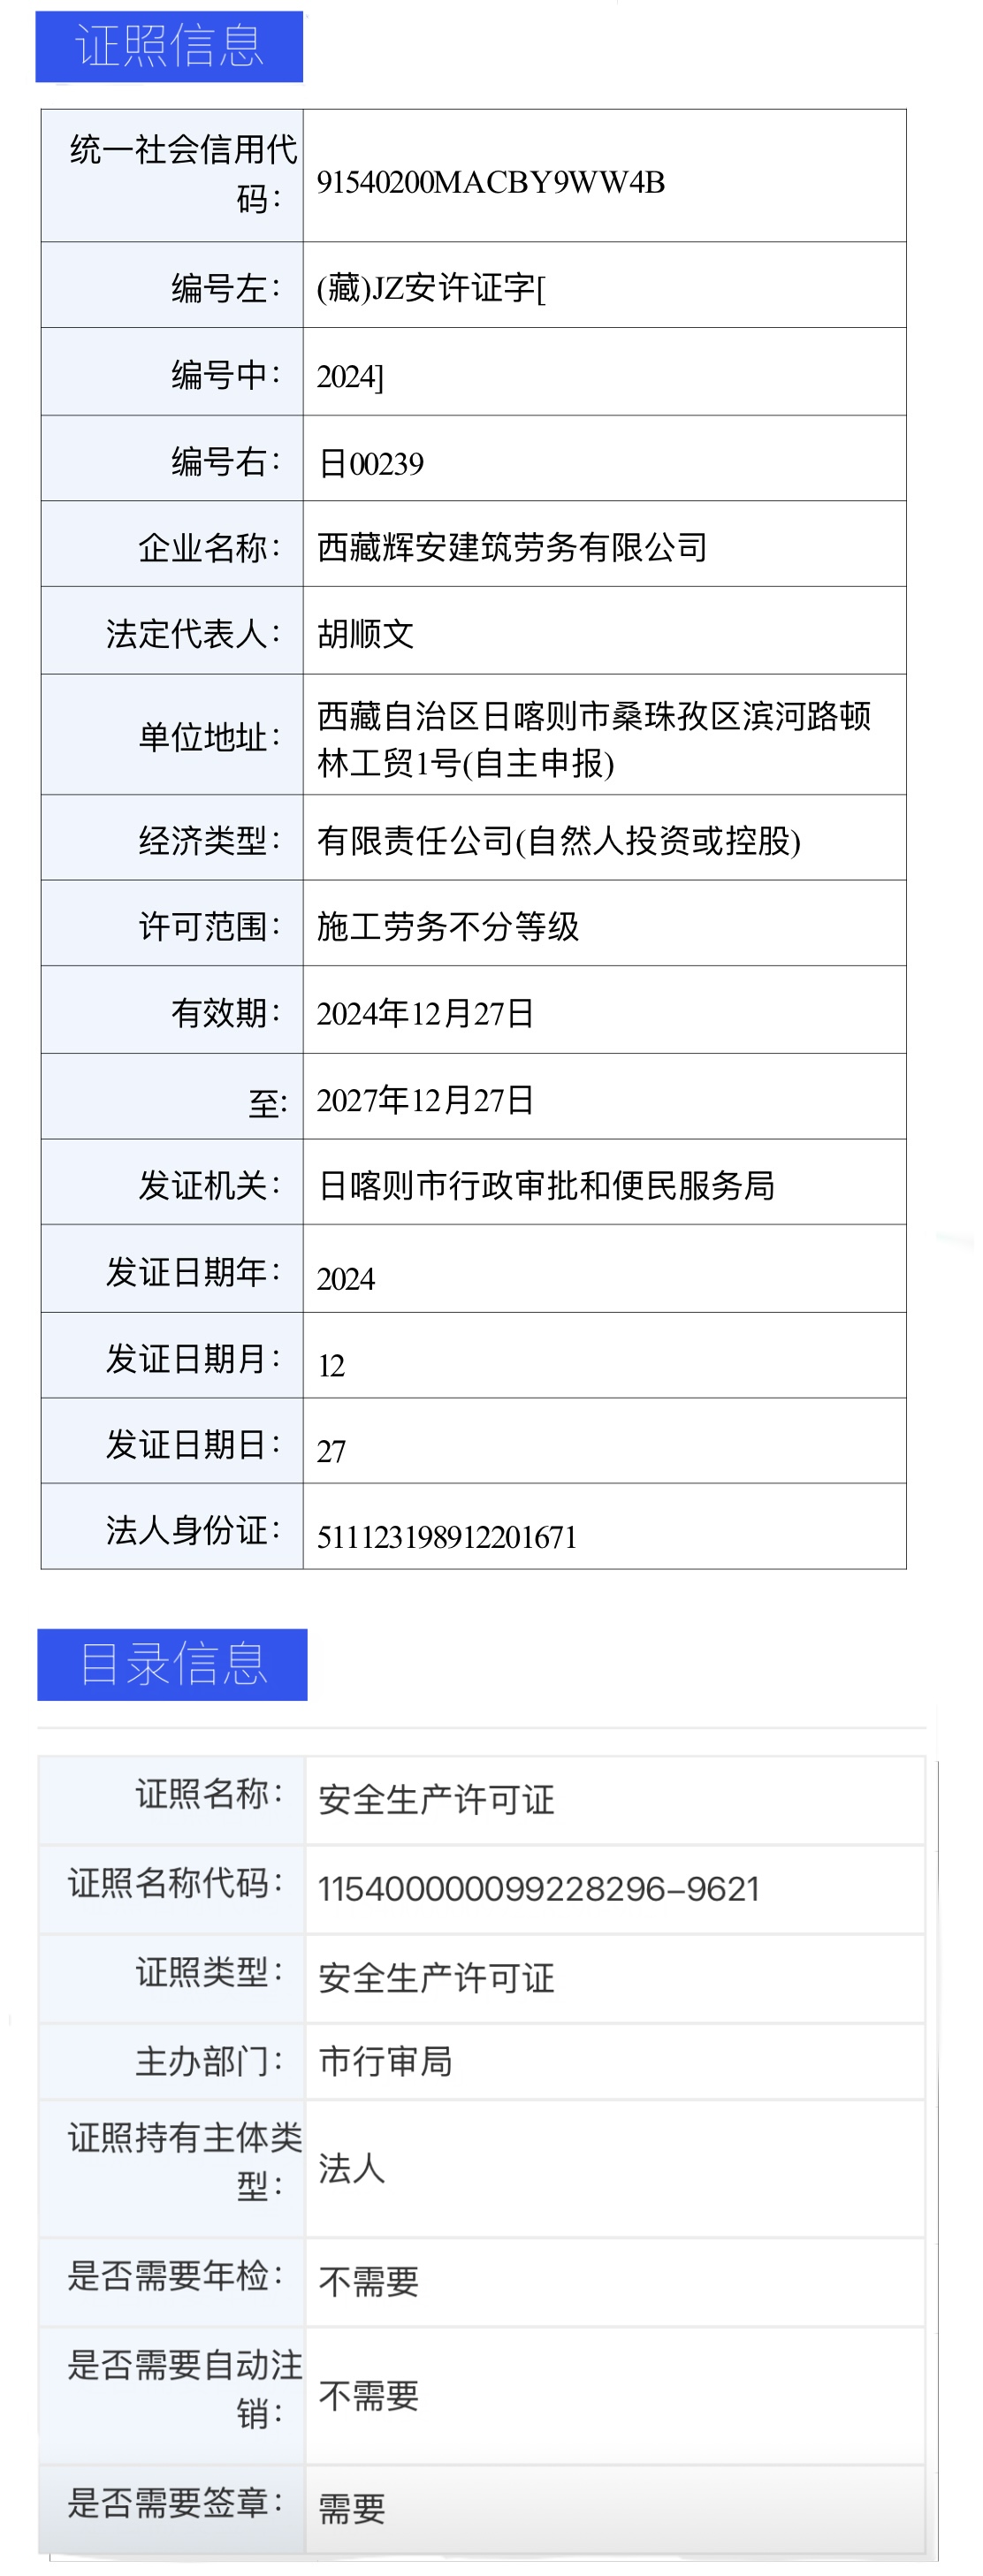 证照信息
统一社会信用代
码：
91540200MACBY9WW4B
编号左：
(藏)JZ安许证字[
编号中：
2024]
编号右：
日00239
企业名称：
西藏辉安建筑劳务有限公司
法定代表人：
胡顺文
单位地址：
西藏自治区日喀则市桑珠孜区滨河路顿
林工贸1号(自主申报)
经济类型：
有限责任公司(自然人投资或控股)
许可范围：
施工劳务不分等级
有效期：
2024年12月27日
至:
2027年12月27日
发证机关：
日喀则市行政审批和便民服务局
发证日期年：
2024
发证日期月：
12
发证日期日：
27
法人身份证：
511123198912201671
目录信息
证照名称：
安全生产许可证
证照名称代码：
115400000099228296–9621
证照类型：
安全生产许可证
主办部门：
市行审局
证照持有主体类
型：
法人
是否需要年检：
不需要
是否需要自动注
销：
不需要
是否需要签章：
需要